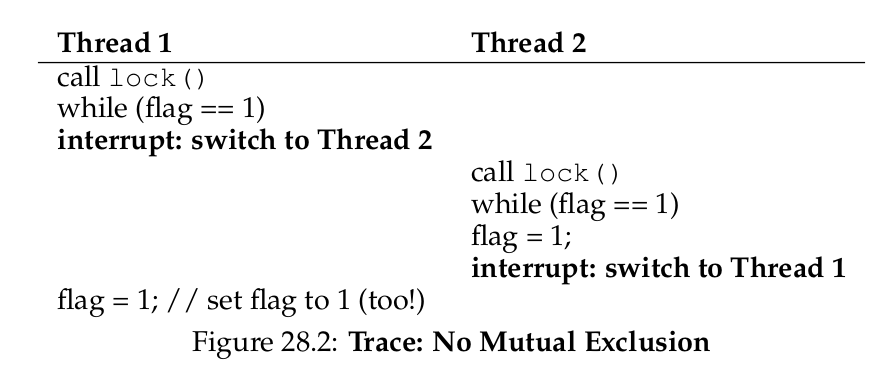 Thread 1 Thread 2
call lock()
while (flag == 1)
interrupt: switch to Thread 2
call lock()
while (flag == 1)
flag = 1;
interrupt: switch to Thread 1
flag = 1; // set flag to 1 (too!)
Figure 28.2: Trace: No Mutual Exclusion